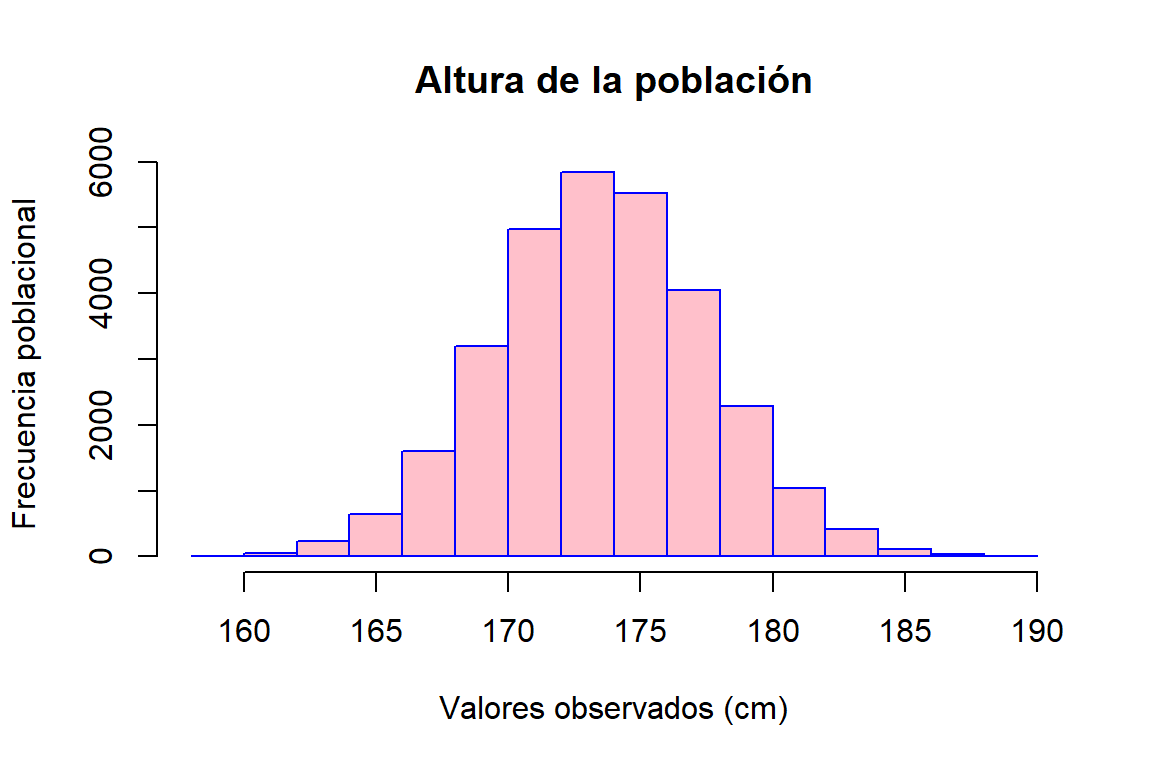 Altura de la población
Frecuencia poblacional
6000
4000
2000
0
160 165 170 175 180 185 190
Valores observados (cm)